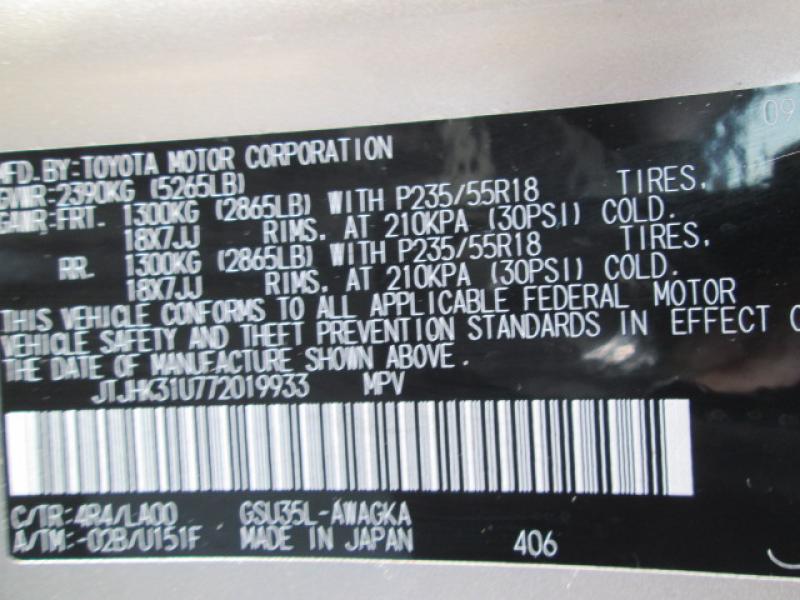 09
MFD.BY:TOYOTA MOTOR CORPORATION
GVWR:2390KG (5265LB)
GAWR:FRT. 1300KG (2865LB) WITH P235/55R18 TIRES,
18X7JJ RIMS, AT 210KPA (30PSI) COLD.
RR. 1300KG (2865LB) WITH P235/55R18 TIRES,
18X7JJ RIMS, AT 210KPA (30PSI) COLD.
THIS VEHICLE CONFORMS TO ALL APPLICABLE FEDERAL MOTOR
VEHICLE SAFETY AND THEFT PREVENTION STANDARDS IN EFFECT O
THE DATE OF MANUFACTURE SHOWN ABOVE.
JTJHK31U772019933 MPV
C/TR:4R4/LA00 GSU35L-AWAGKA
A/TM:-02B/U151F MADE IN JAPAN 406